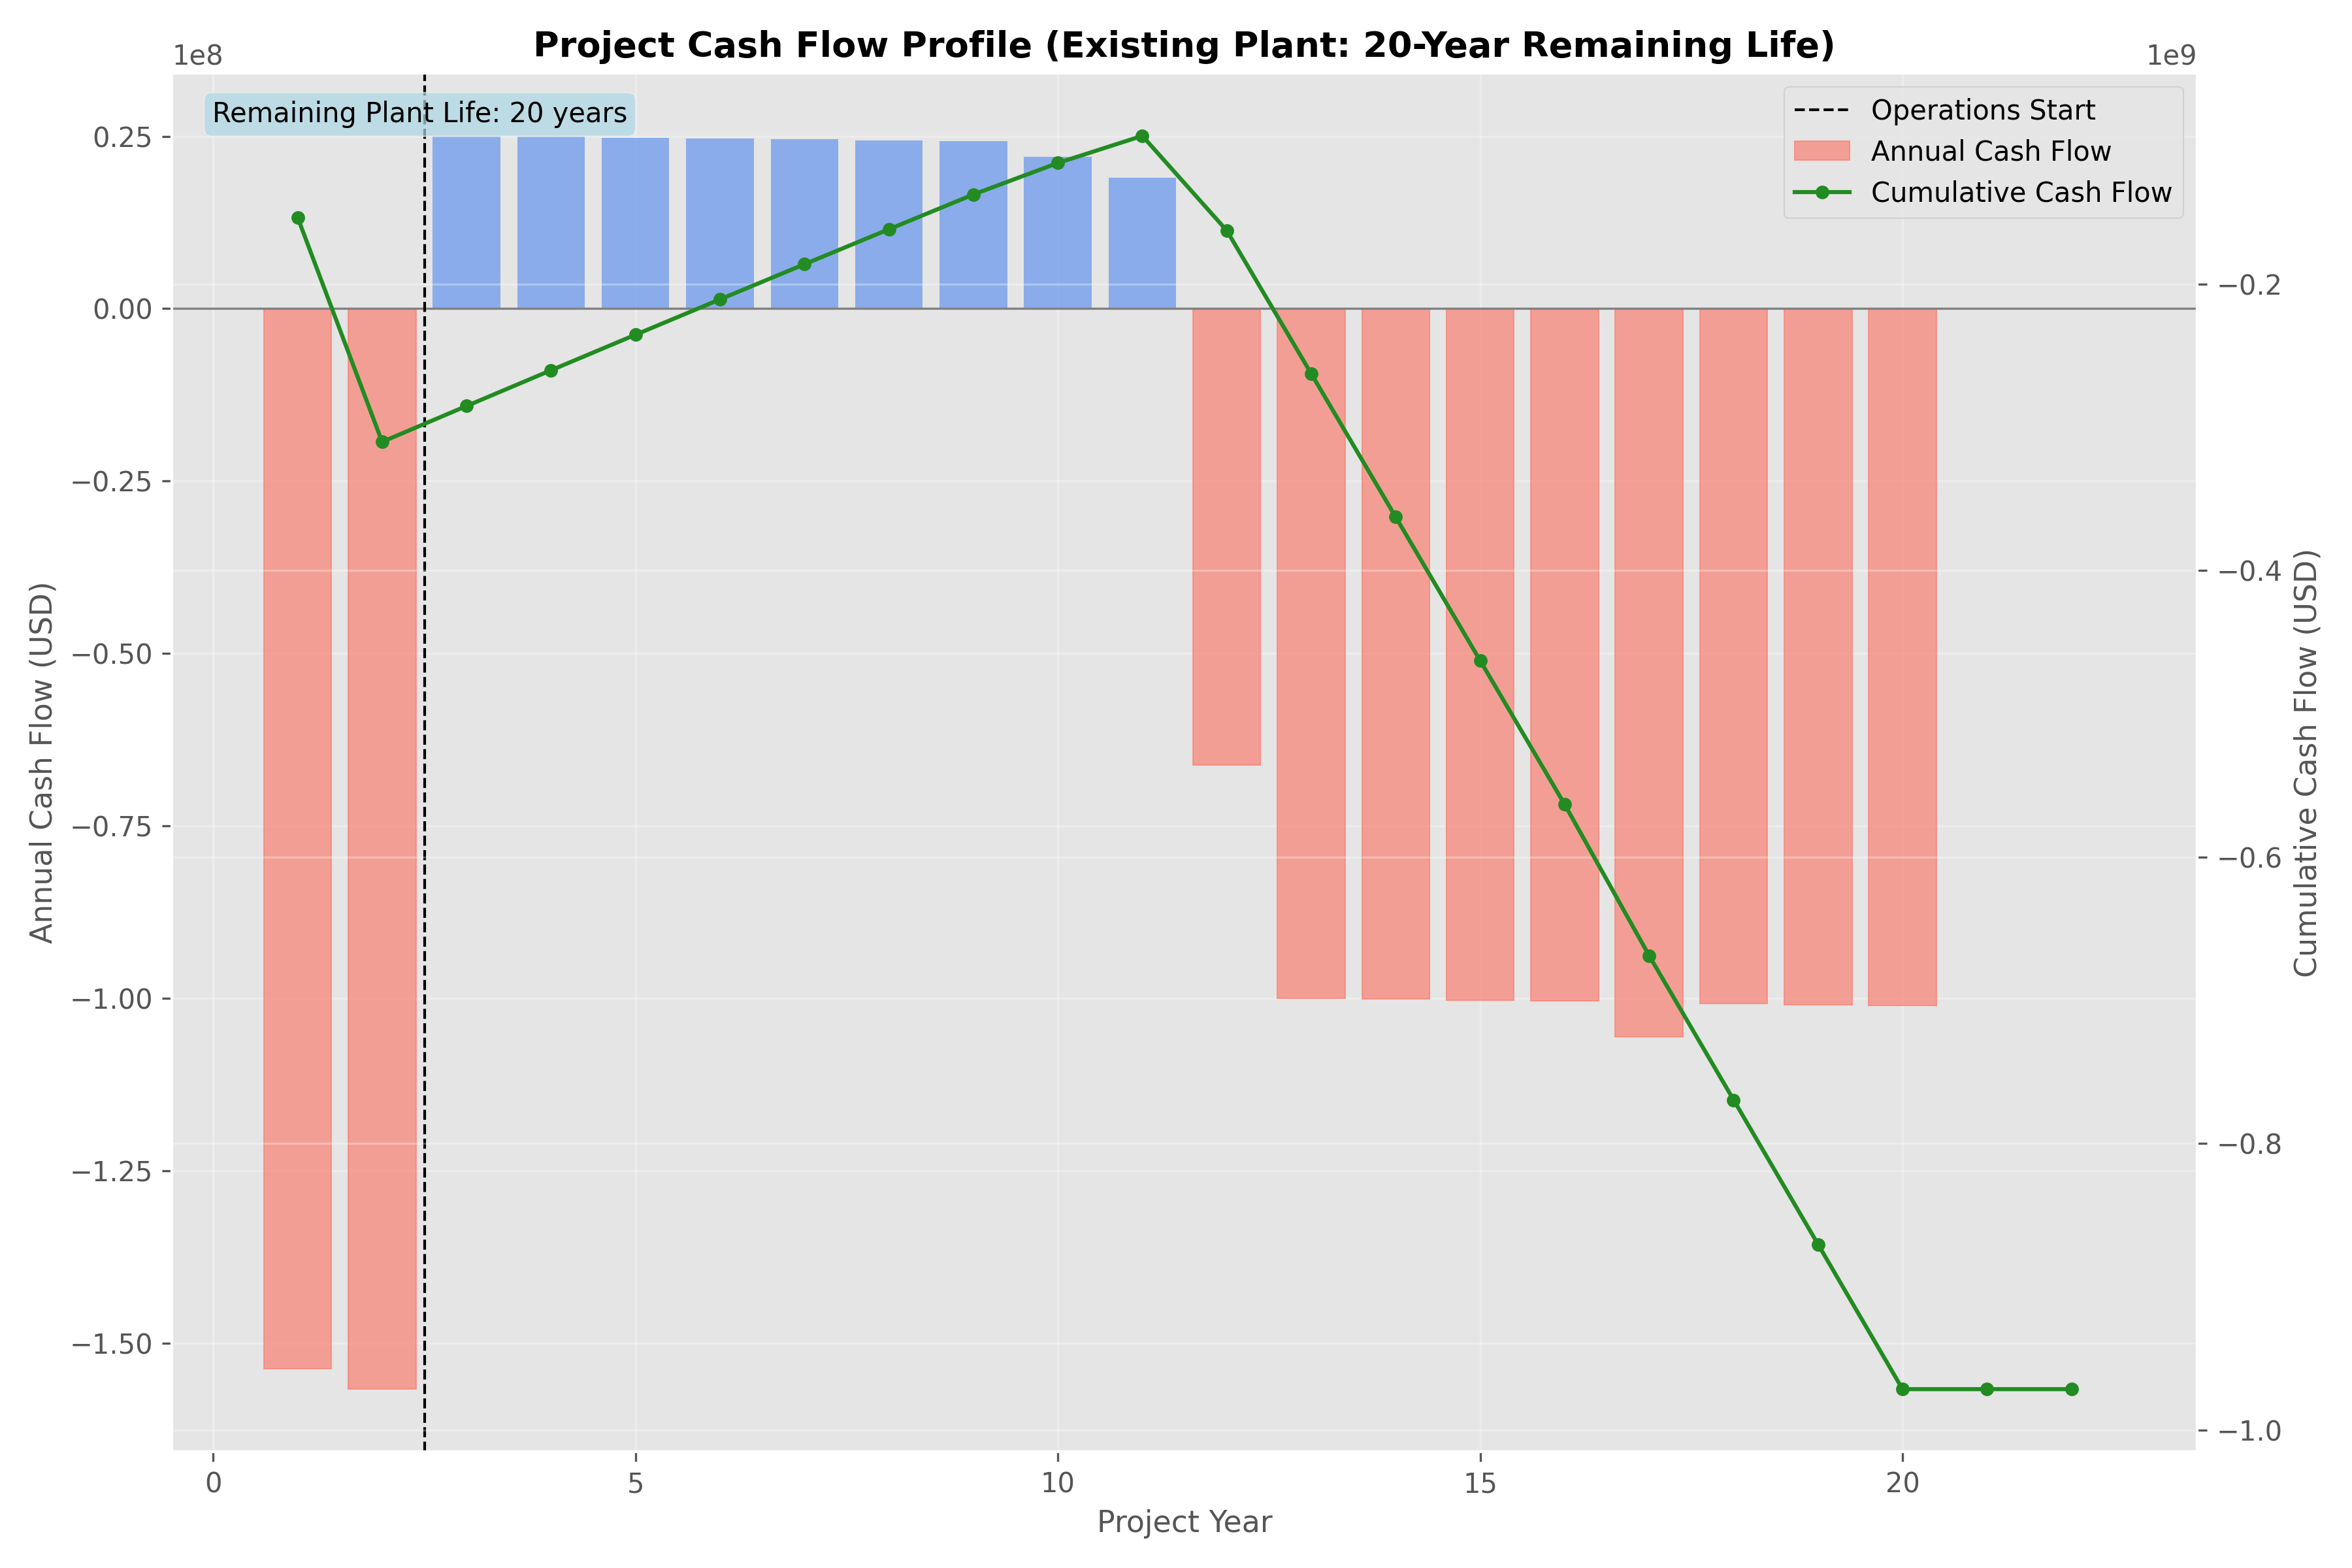 Project Cash Flow Profile (Existing Plant: 20-Year Remaining Life)
1e8
1e9
Remaining Plant Life: 20 years
Operations Start
Annual Cash Flow
Cumulative Cash Flow
Annual Cash Flow (USD)
0.25
0.00
−0.25
−0.50
−0.75
−1.00
−1.25
−1.50
−0.2
−0.4
−0.6
−0.8
−1.0
Cumulative Cash Flow (USD)
0
5
10
15
20
Project Year